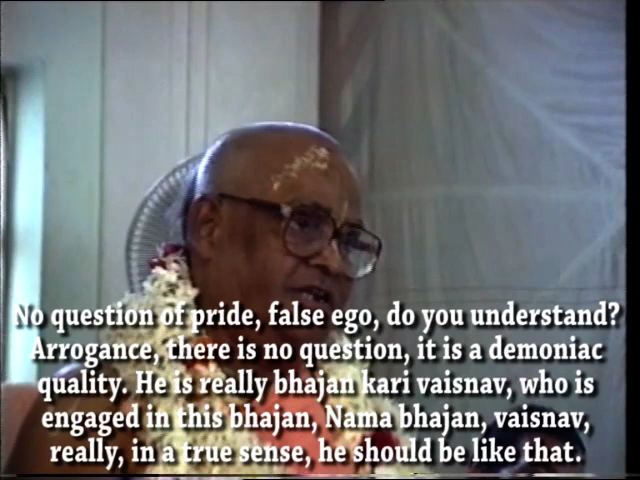 No question of pride, false ego, do you understand?
Arrogance, there is no question, it is a demoniac
quality. He is really bhajan kari vaisnav, who is
engaged in this bhajan, Nama bhajan, vaisnav,
really, in a true sense, he should be like that.